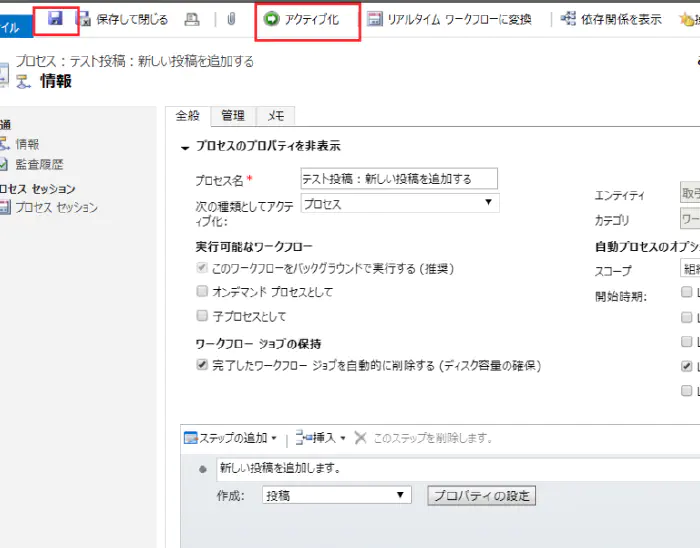 イル 保存して閉じる アクティブ化 リアルタイム ワークフローに変換 依存関係を表示
プロセス : テスト投稿：新しい投稿を追加する
情報
通
情報
監査履歴
ロセス セッション
プロセス セッション
全般 管理 メモ
プロセスのプロパティを非表示
プロセス名 * テスト投稿：新しい投稿を追加する
次の種類としてアクティ
ブ化: プロセス
エンティティ 取引
カテゴリ ワー
実行可能なワークフロー 自動プロセスのオプシ
このワークフローをバックグラウンドで実行する (推奨) スコープ 組織
オンデマンド プロセスとして 開始時期:
子プロセスとして
ワークフロー ジョブの保持
完了したワークフロー ジョブを自動的に削除する (ディスク容量の確保)
ステップの追加 挿入 このステップを削除します。
新しい投稿を追加します。
作成: 投稿 プロパティの設定